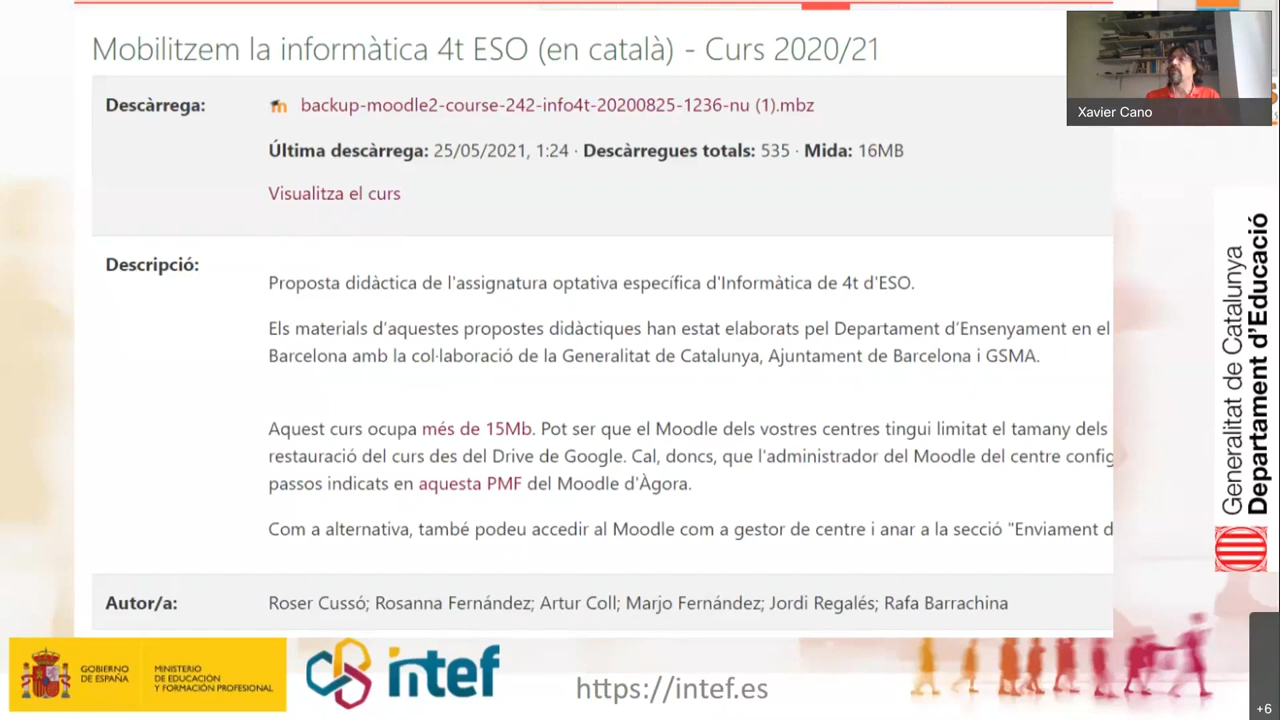 Mobilitzem la informàtica 4t ESO (en català) - Curs 2020/21
Xavier Cano
Descàrrega: backup-moodle2-course-242-info4t-20200825-1236-nu (1).mbz
Última descàrrega: 25/05/2021, 1:24 · Descàrregues totals: 535 · Mida: 16MB
Visualitza el curs
Descripció:
Proposta didàctica de l'assignatura optativa específica d'Informàtica de 4t d'ESO.
Els materials d’aquestes propostes didàctiques han estat elaborats pel Departament d’Ensenyament en el
Barcelona amb la col·laboració de la Generalitat de Catalunya, Ajuntament de Barcelona i GSMA.
Aquest curs ocupa més de 15Mb. Pot ser que el Moodle dels vostres centres tingui limitat el tamany dels
restauració del curs des del Drive de Google. Cal, doncs, que l'administrador del Moodle del centre config
passos indicats en aquesta PMF del Moodle d'Àgora.
Com a alternativa, també podeu accedir al Moodle com a gestor de centre i anar a la secció "Enviament d
Autor/a: Roser Cussó; Rosanna Fernández; Artur Coll; Marjo Fernández; Jordi Regalés; Rafa Barrachina
Generalitat de Catalunya
Departament d'Educació
GOBIERNO
DE ESPAÑA
MINISTERIO
DE EDUCACIÓN
Y FORMACIÓN PROFESIONAL
intef
https://intef.es
+6